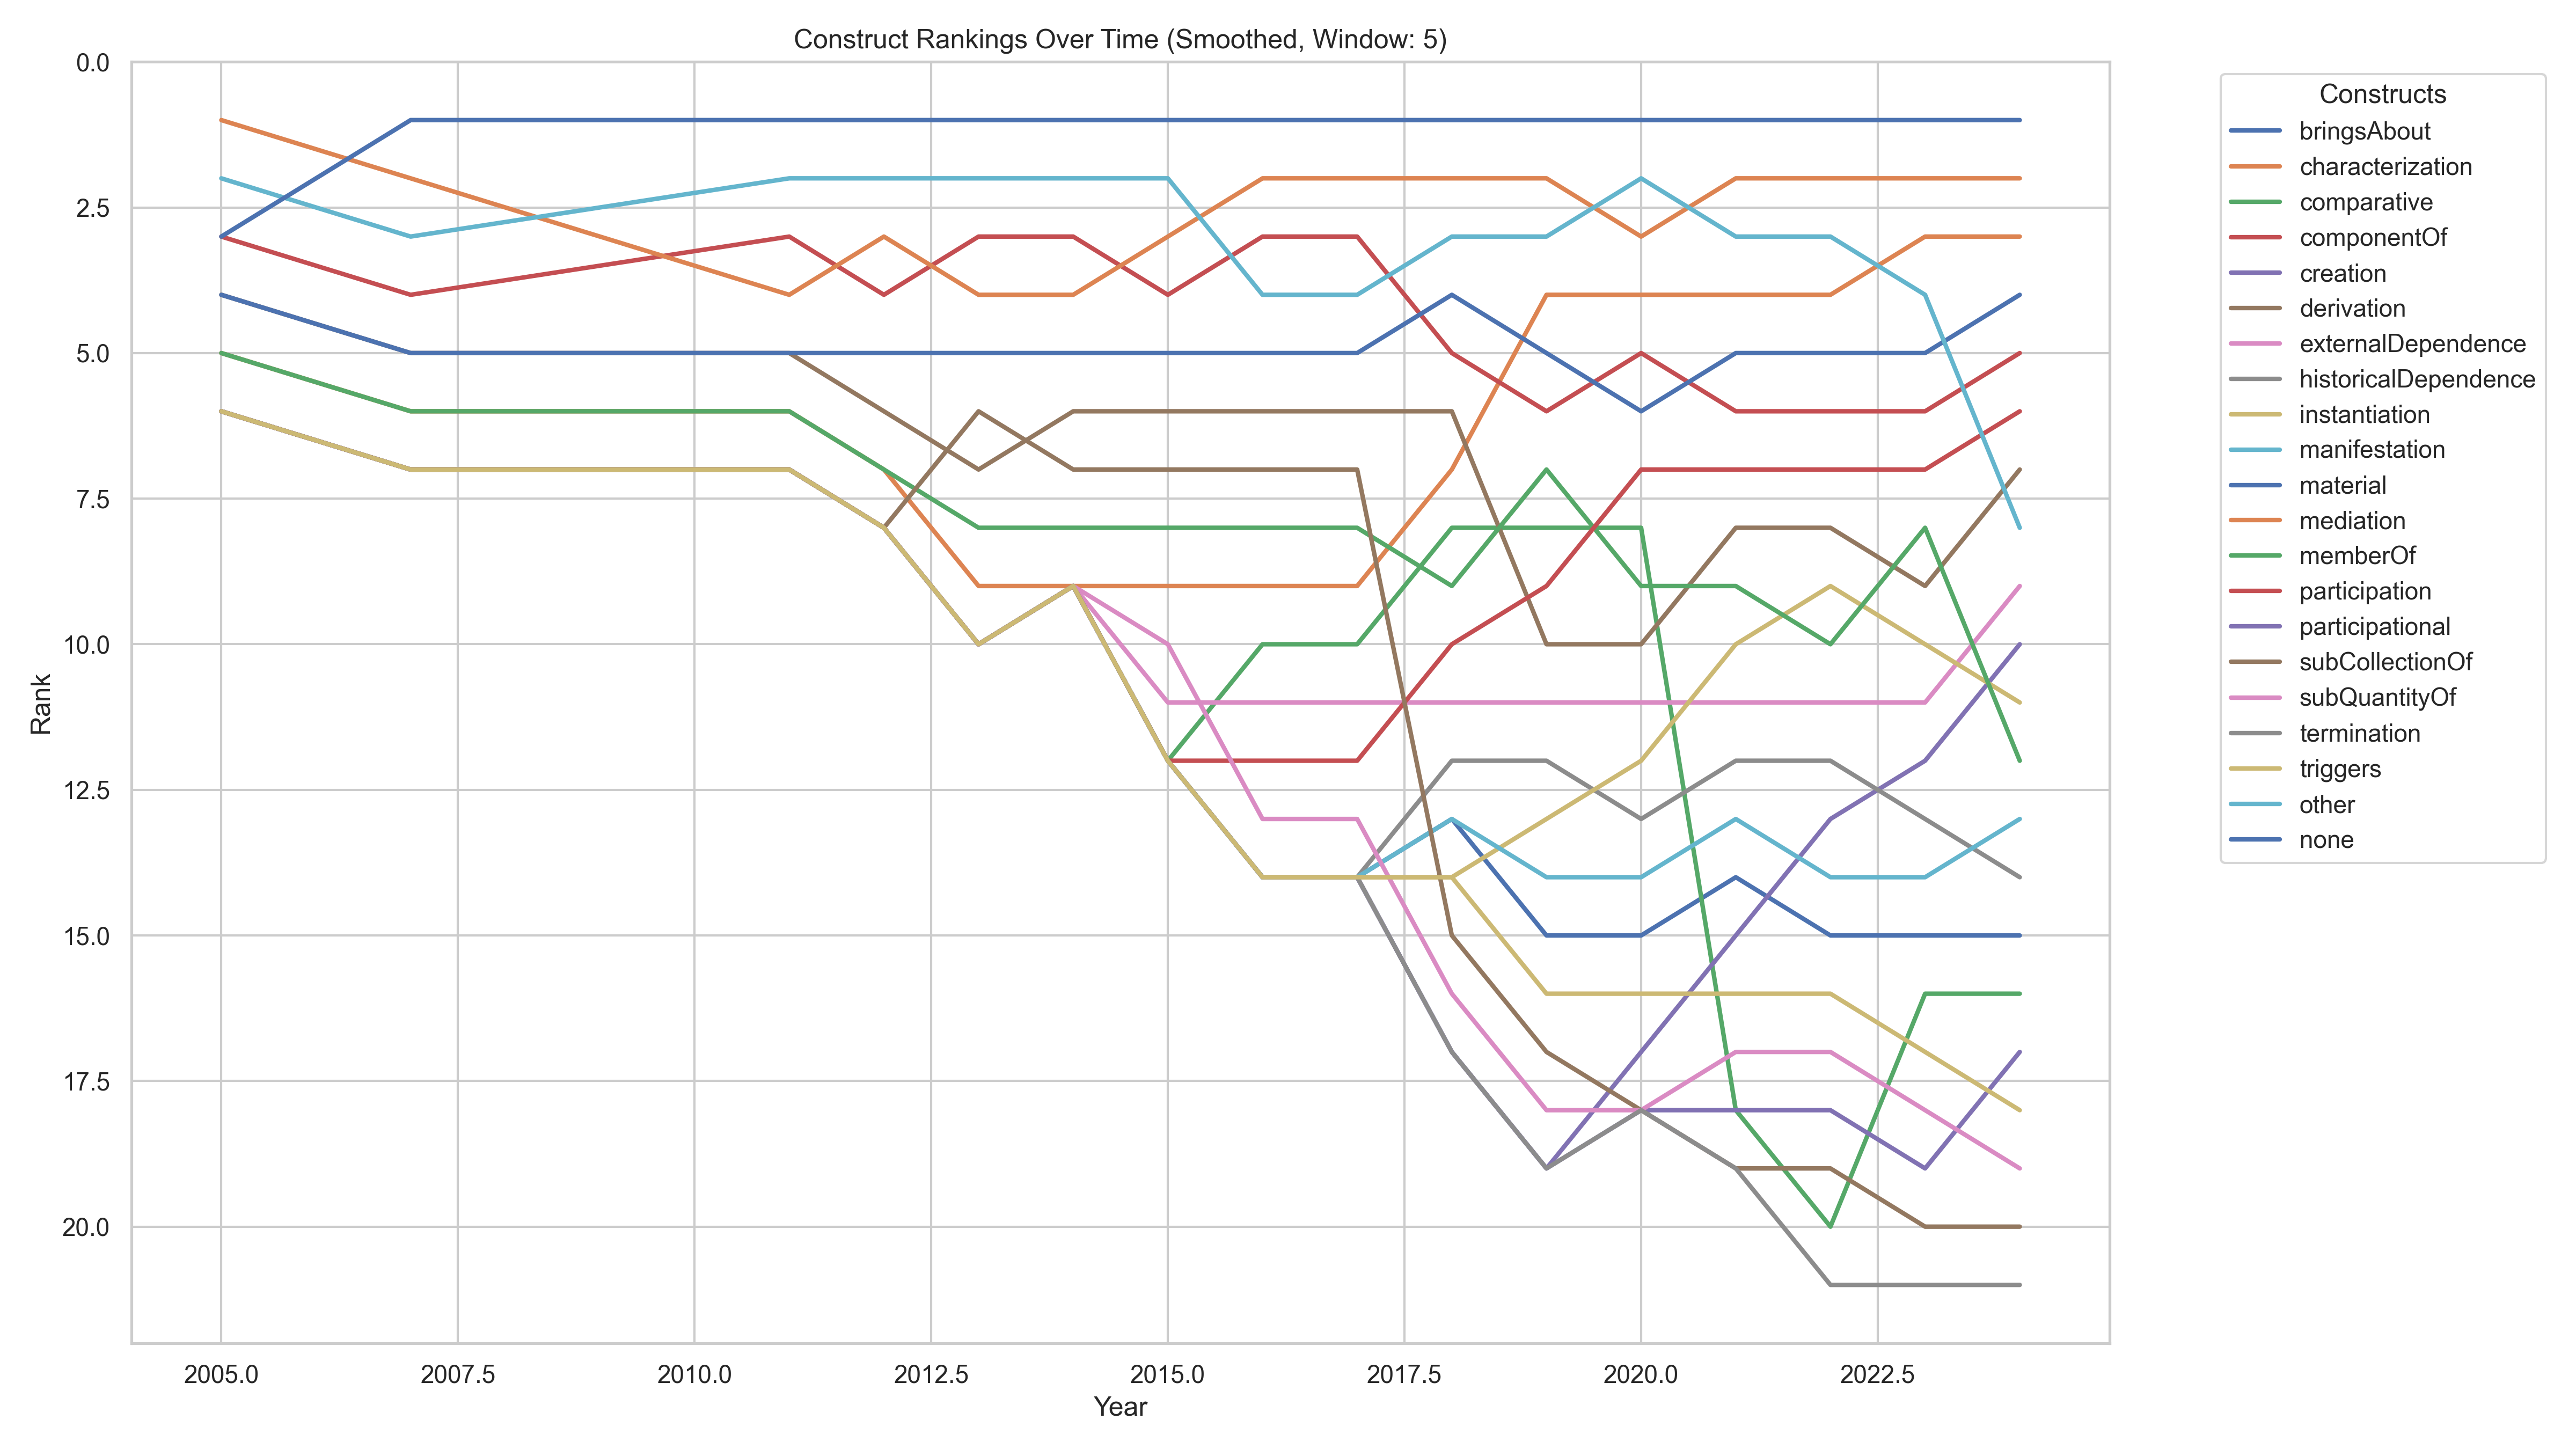 Construct Rankings Over Time (Smoothed, Window: 5)
0.0
2.5
5.0
7.5
10.0
12.5
15.0
17.5
20.0
Rank
2005.0 2007.5 2010.0 2012.5 2015.0 2017.5 2020.0 2022.5
Year
Constructs
bringsAbout
characterization
comparative
componentOf
creation
derivation
externalDependence
historicalDependence
instantiation
manifestation
material
mediation
memberOf
participation
participational
subCollectionOf
subQuantityOf
termination
triggers
other
none